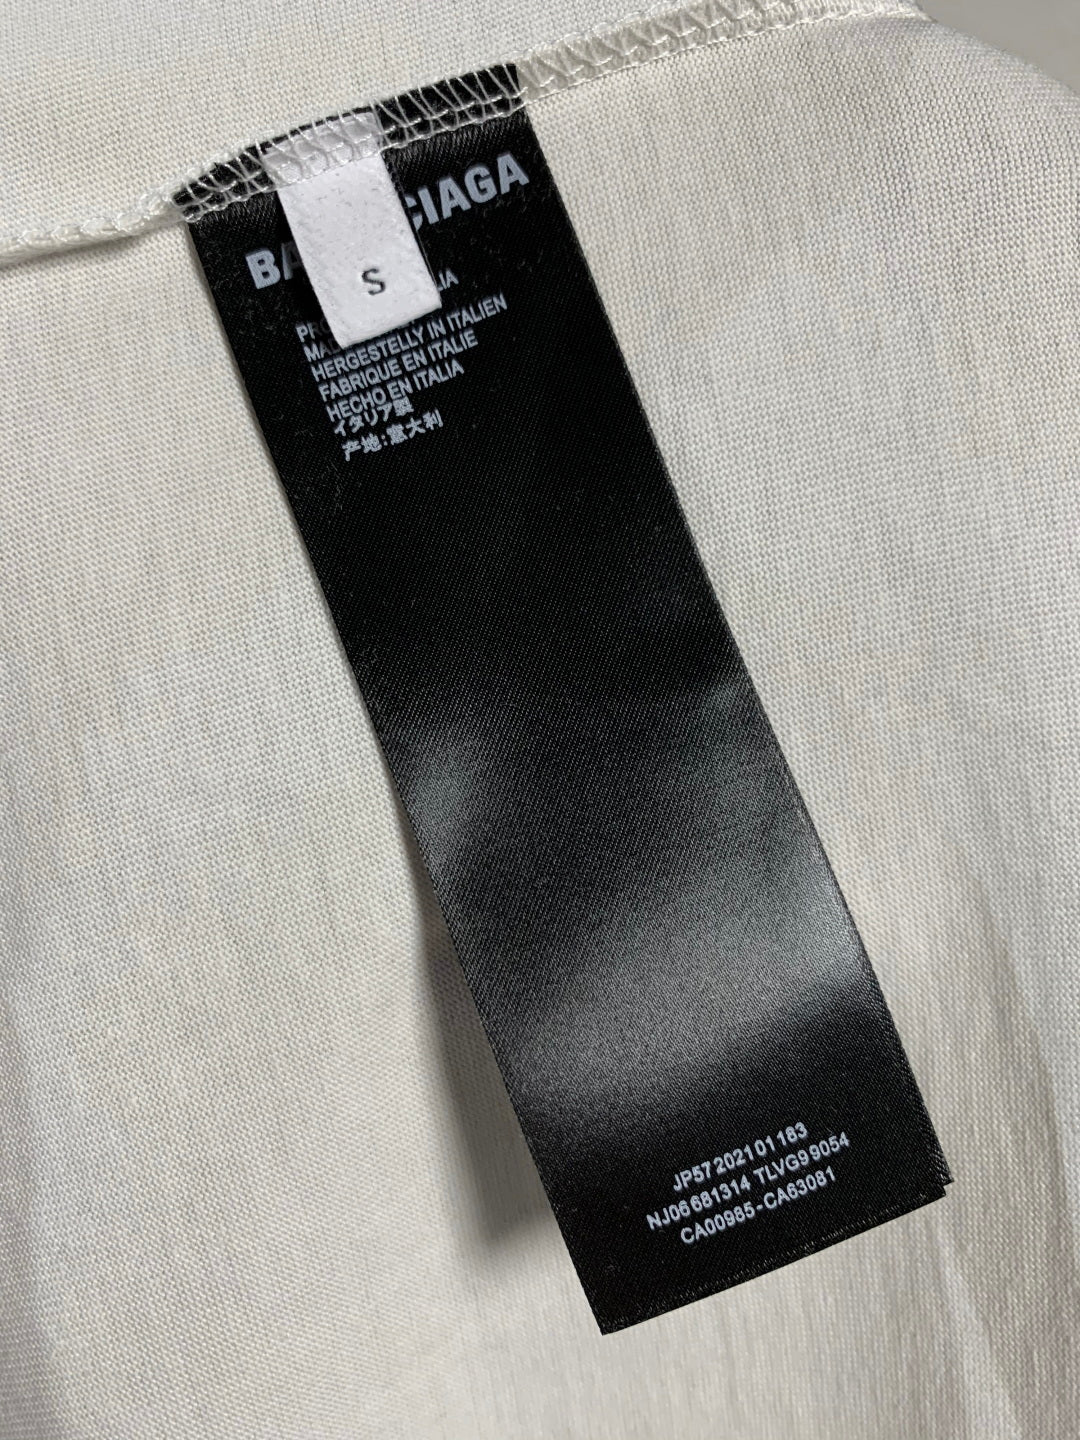 S
CIAGA
BA
LIA
PRO
MA
HERGESTELLY IN ITALIEN
FABRIQUE EN ITALIE
HECHO EN ITALIA
イタリア製
产地:意大利
JP57 202101183
NJ06681314 TLVG99054
CA00985-CA63081